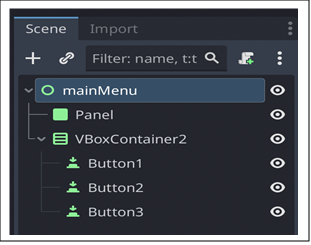 Scene Import
Filter: name, t:t
mainMenu
Panel
VBoxContainer2
Button1
Button2
Button3